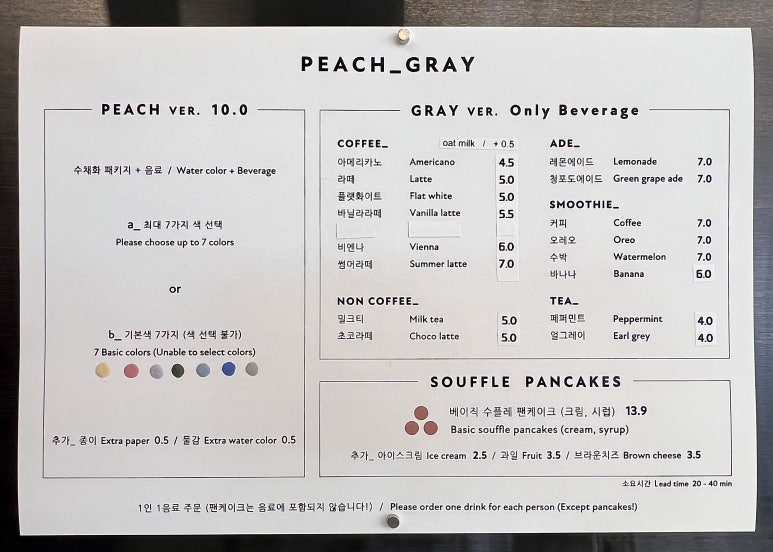 PEACH_GRAY
PEACH VER. 10.0
수채화 패키지 + 음료 / Water color + Beverage
a_ 최대 7가지 색 선택
Please choose up to 7 colors
or
b_ 기본색 7가지 (색 선택 불가)
7 Basic colors (Unable to select colors)
추가_ 종이 Extra paper 0.5 / 물감 Extra water color 0.5
GRAY VER. Only Beverage
COFFEE_ oat milk / + 0.5
아메리카노 Americano 4.5
라떼 Latte 5.0
플랫화이트 Flat white 5.0
바닐라라떼 Vanilla latte 5.5
비엔나 Vienna 6.0
썸머라떼 Summer latte 7.0
NON COFFEE_
밀크티 Milk tea 5.0
초코라떼 Choco latte 5.0
ADE_
레몬에이드 Lemonade 7.0
청포도에이드 Green grape ade 7.0
SMOOTHIE_
커피 Coffee 7.0
오레오 Oreo 7.0
수박 Watermelon 7.0
바나나 Banana 6.0
TEA_
페퍼민트 Peppermint 4.0
얼그레이 Earl grey 4.0
SOUFFLE PANCAKES
베이직 수플레 팬케이크 (크림, 시럽) 13.9
Basic souffle pancakes (cream, syrup)
추가_ 아이스크림 Ice cream 2.5 / 과일 Fruit 3.5 / 브라운치즈 Brown cheese 3.5
소요시간 Lead time 20 - 40 min
1인 1음료 주문 (팬케이크는 음료에 포함되지 않습니다!) / Please order one drink for each person (Except pancakes!)